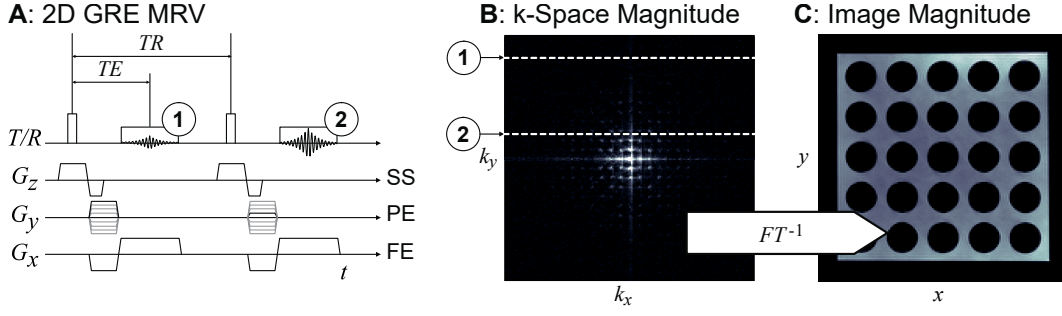 A: 2D GRE MRV
TR
TE
1
2
T/R
Gz
SS
Gy
PE
Gx
FE
t
B: k-Space Magnitude
1
2
ky
kx
FT-1
C: Image Magnitude
y
x